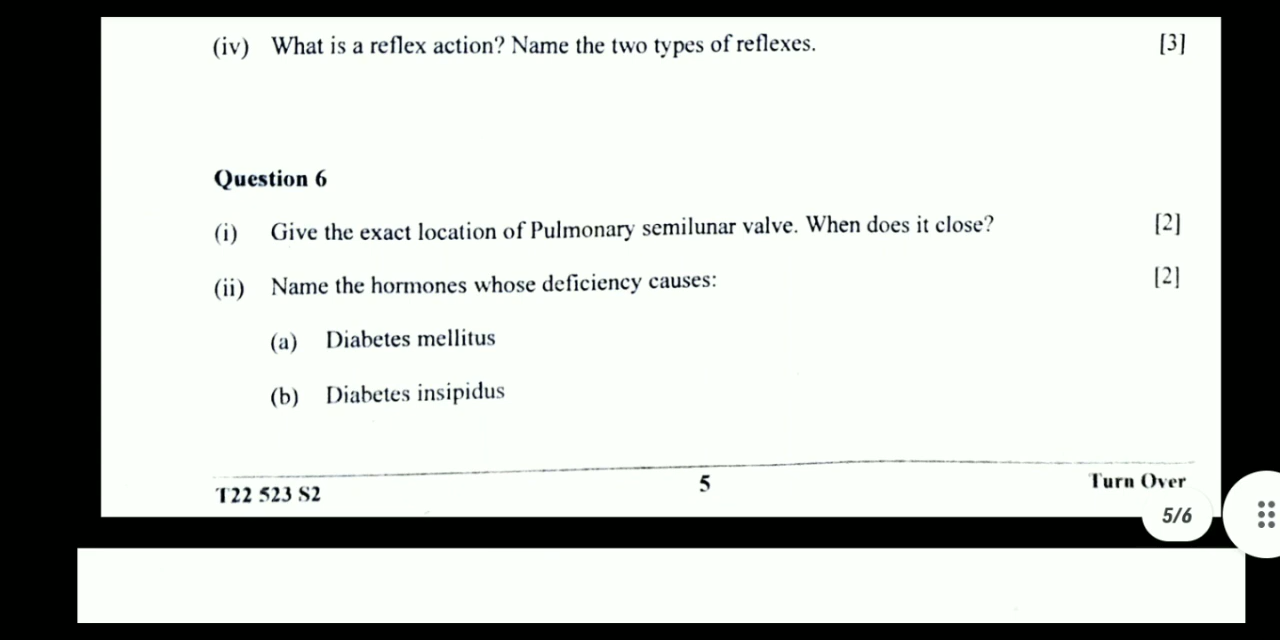 (iv) What is a reflex action? Name the two types of reflexes. [3]
Question 6
(i) Give the exact location of Pulmonary semilunar valve. When does it close? [2]
(ii) Name the hormones whose deficiency causes: [2]
(a) Diabetes mellitus
(b) Diabetes insipidus
T22 523 S2 5 Turn Over
5/6